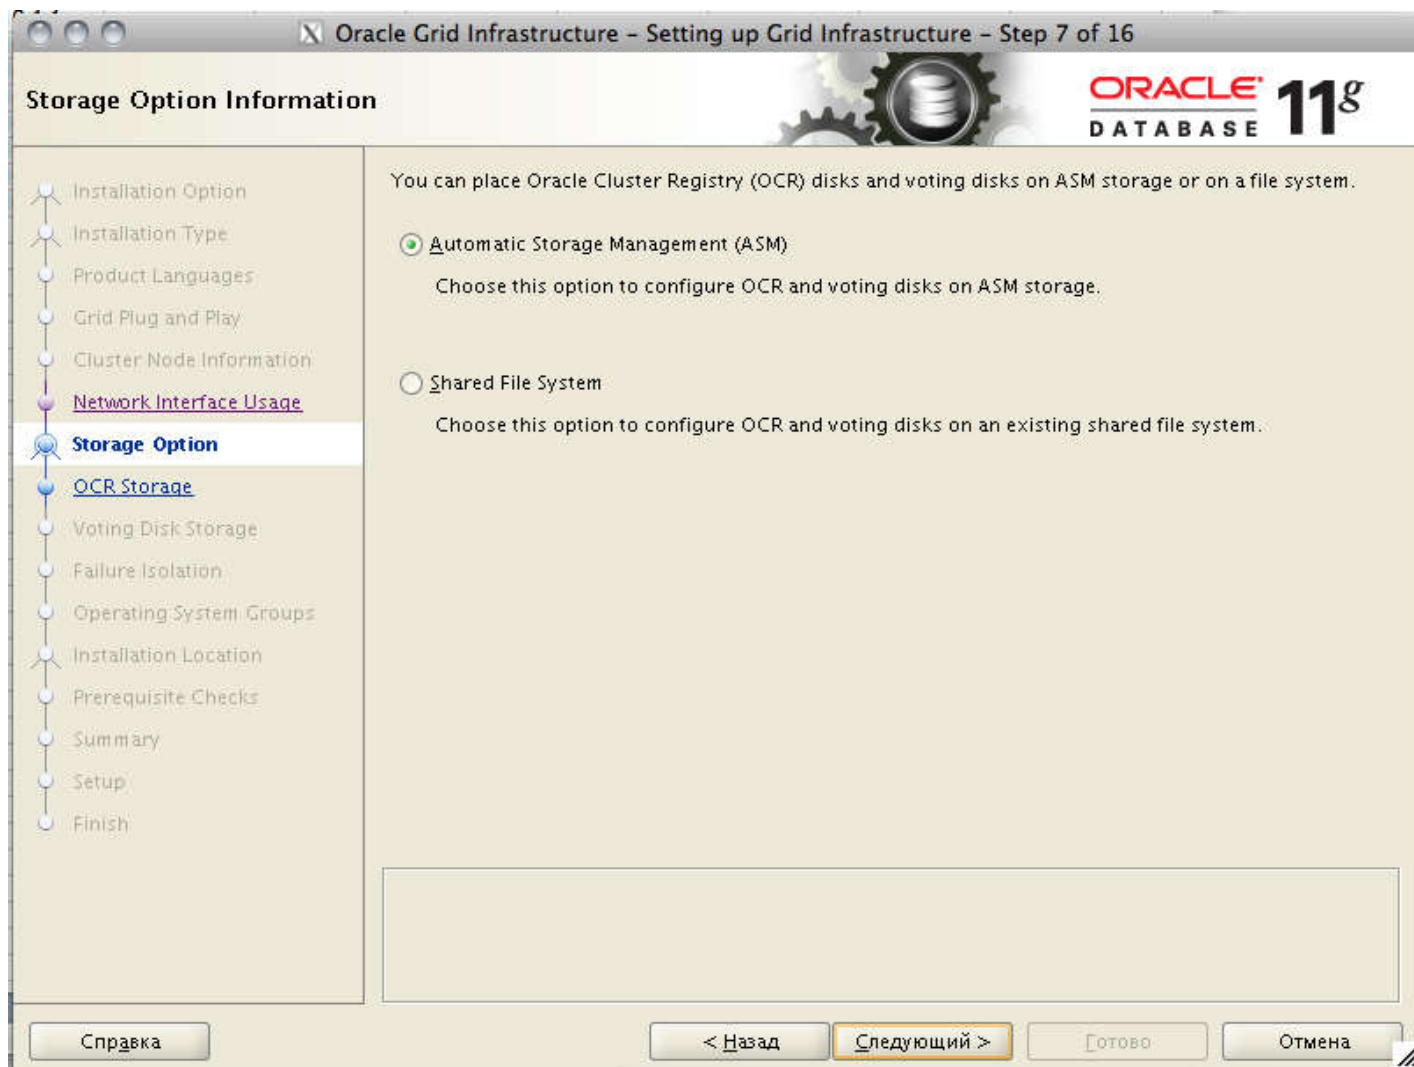 Oracle Grid Infrastructure – Setting up Grid Infrastructure – Step 7 of 16
Storage Option Information
ORACLE 11g
DATABASE
Installation Option
Installation Type
Product Languages
Grid Plug and Play
Cluster Node Information
Network Interface Usage
Storage Option
OCR Storage
Voting Disk Storage
Failure Isolation
Operating System Groups
Installation Location
Prerequisite Checks
Summary
Setup
Finish
You can place Oracle Cluster Registry (OCR) disks and voting disks on ASM storage or on a file system.
Automatic Storage Management (ASM)
Choose this option to configure OCR and voting disks on ASM storage.
Shared File System
Choose this option to configure OCR and voting disks on an existing shared file system.
Справка
< Назад
Следующий >
Готово
Отмена